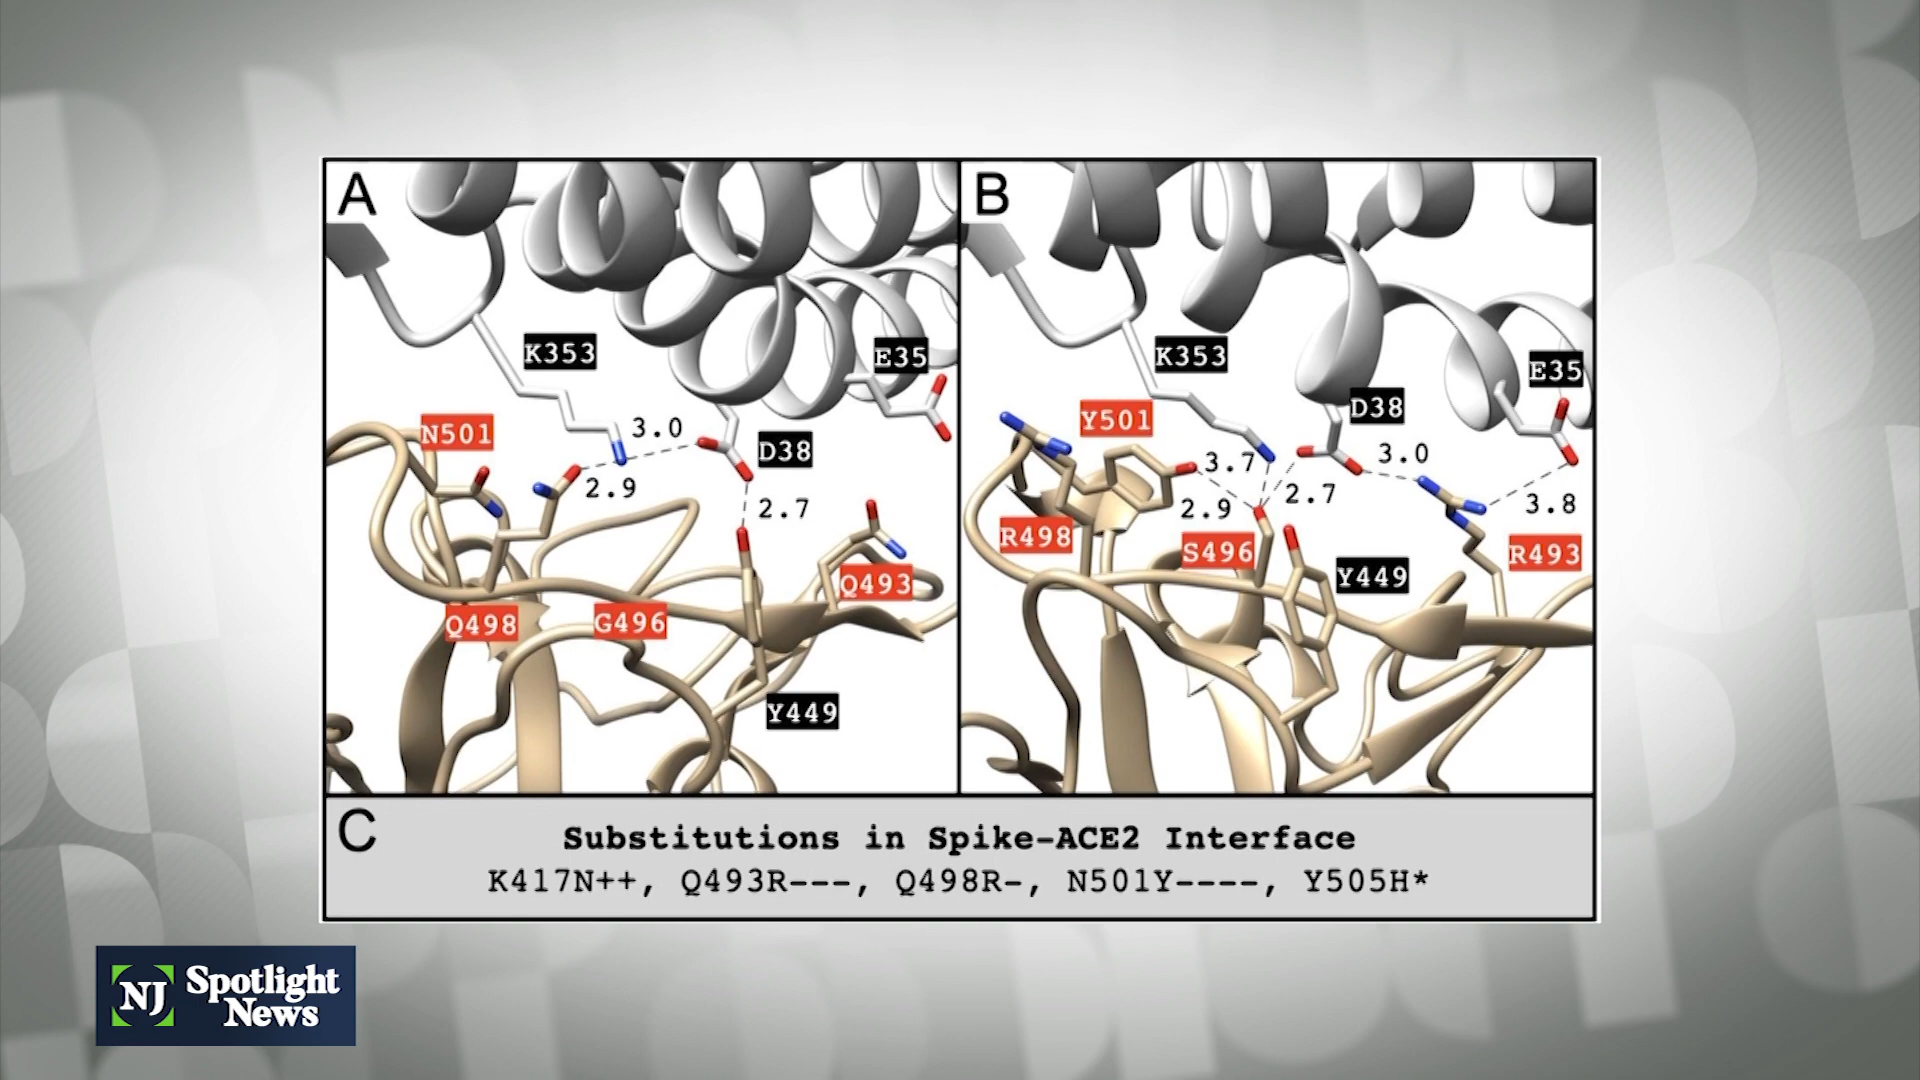 A
K353
E35
N501
3.0
D38
2.9
2.7
Q493
Q498
G496
Y449
B
K353
E35
D38
Y501
3.7
3.0
2.9
2.7
3.8
R498
S496
R493
Y449
C
Substitutions in Spike-ACE2 Interface
K417N++, Q493R---, Q498R-, N501Y----, Y505H*
NJ Spotlight
News